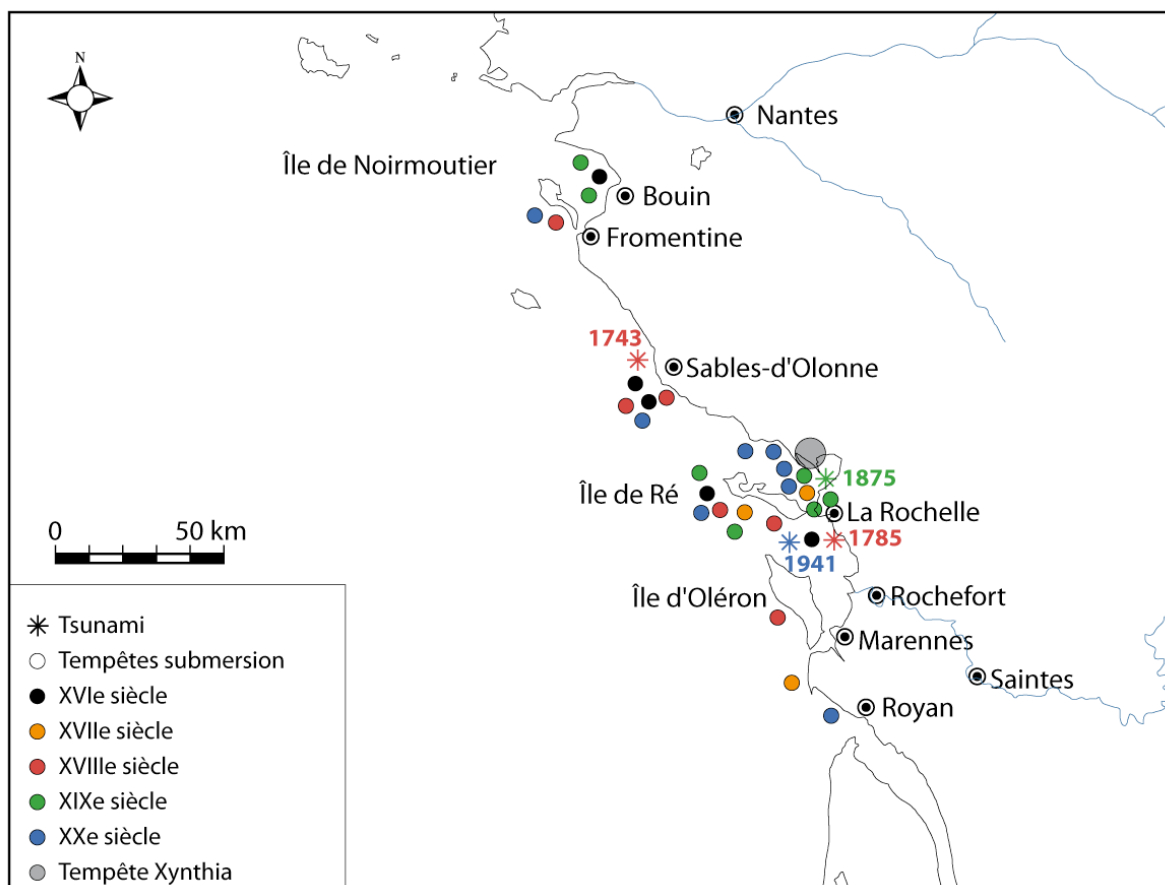 N
Nantes
Île de Noirmoutier
Bouin
Fromentine
1743
Sables-d'Olonne
1875
Île de Ré
La Rochelle
0 50 km
1785
1941
Île d'Oléron
Rochefort
Marennes
Saintes
Royan
Tsunami
Tempêtes submersion
XVIe siècle
XVIIe siècle
XVIIIe siècle
XIXe siècle
XXe siècle
Tempête Xynthia